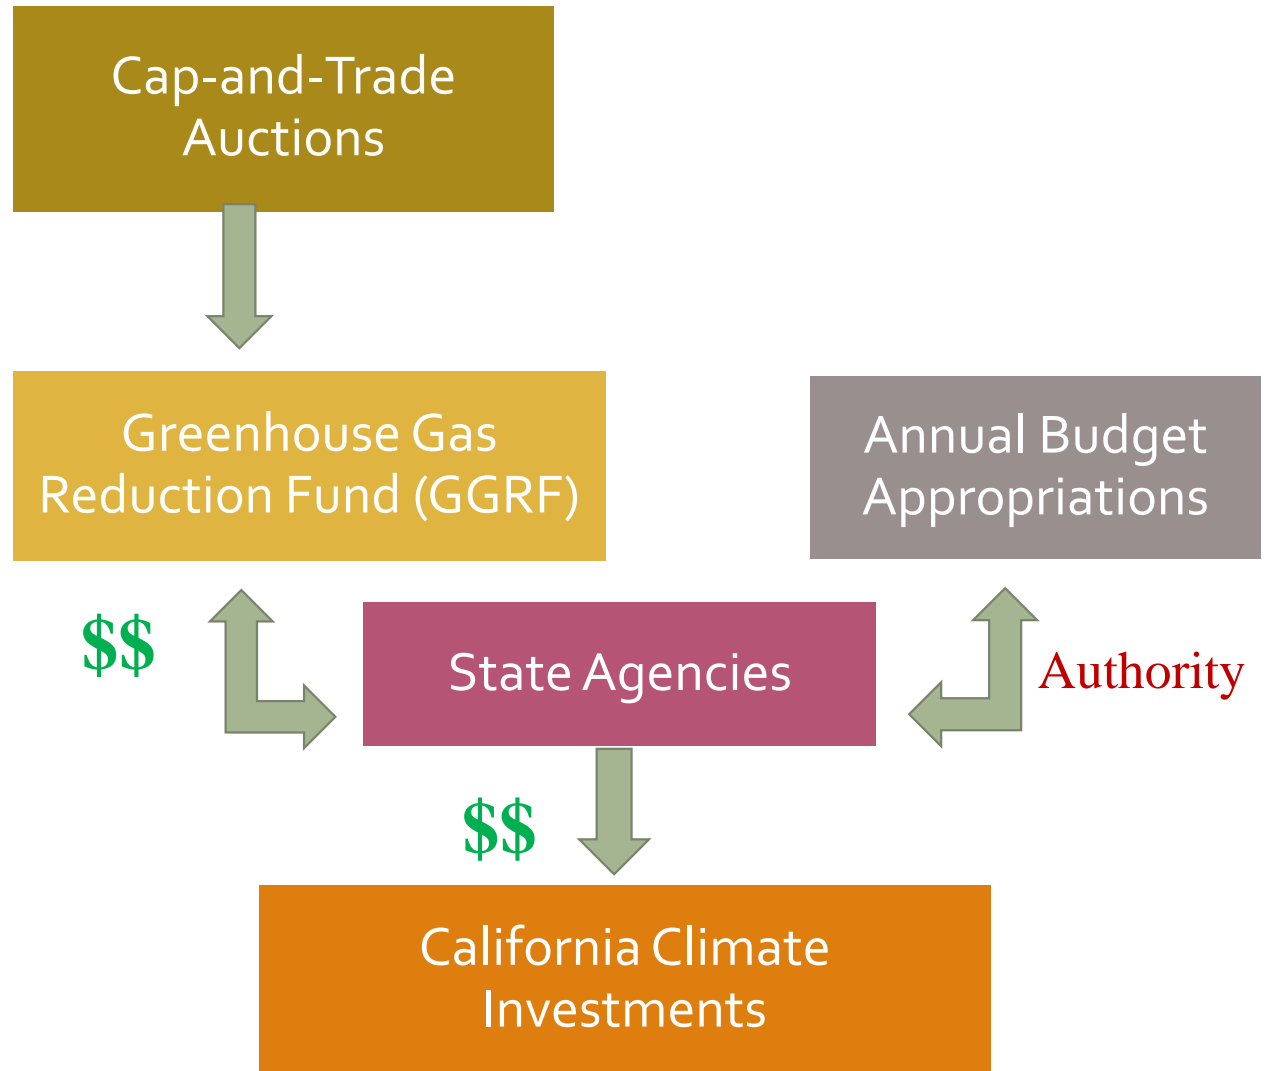 Cap-and-Trade
Auctions
Greenhouse Gas
Reduction Fund (GGRF)
Annual Budget
Appropriations
$$
State Agencies
Authority
$$
California Climate
Investments